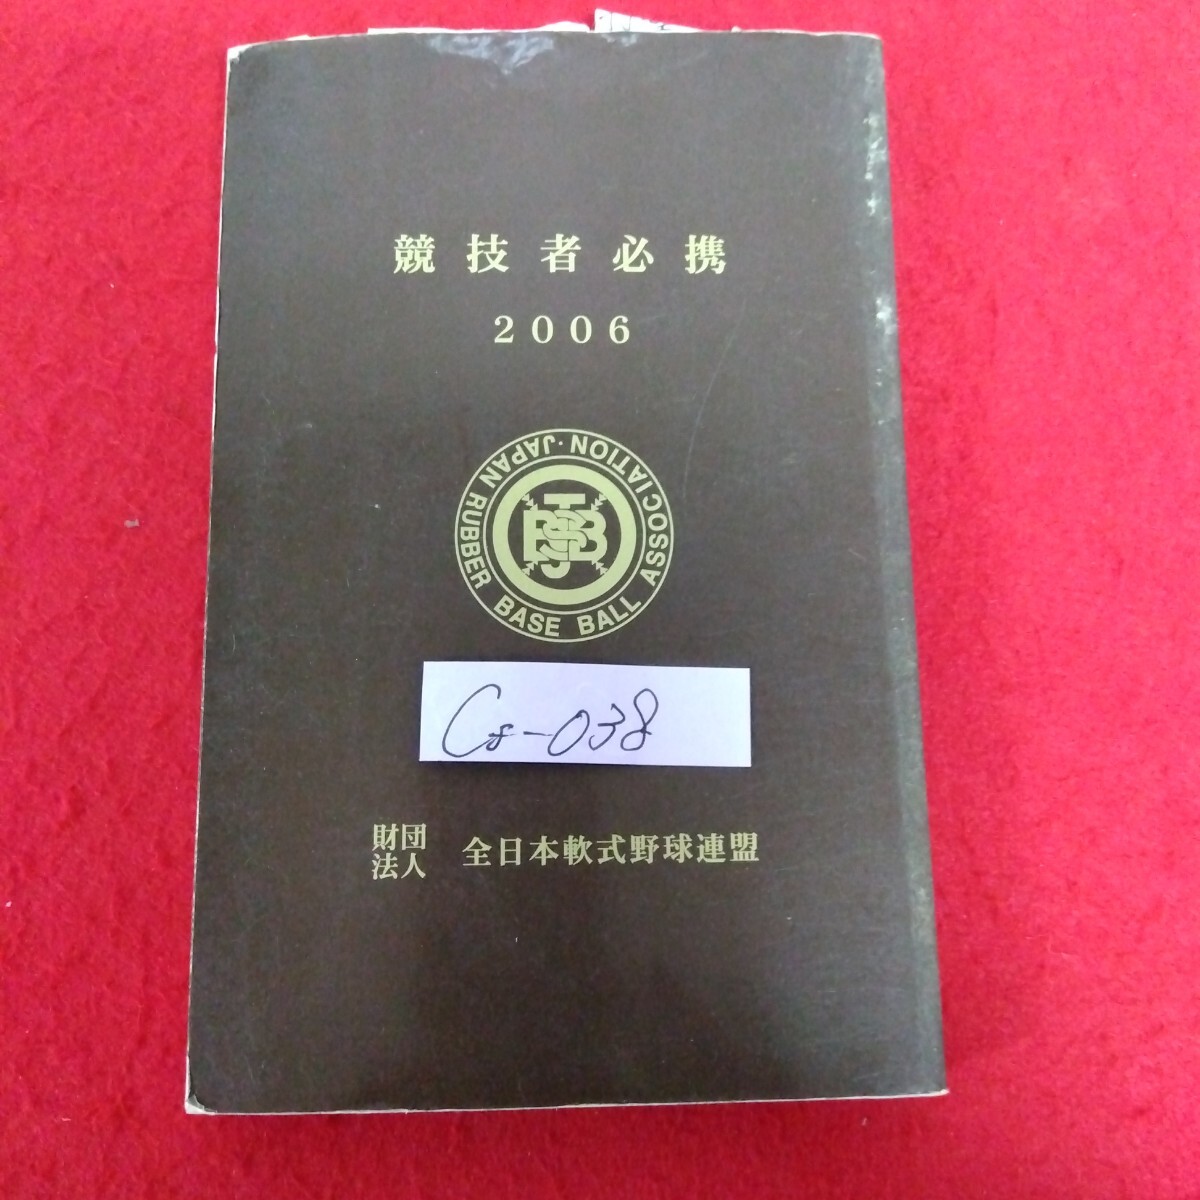 競技者必携
2006
JAPAN RUBBER BASE BALL ASSOCIATION・
Cs-038
財団法人 全日本軟式野球連盟